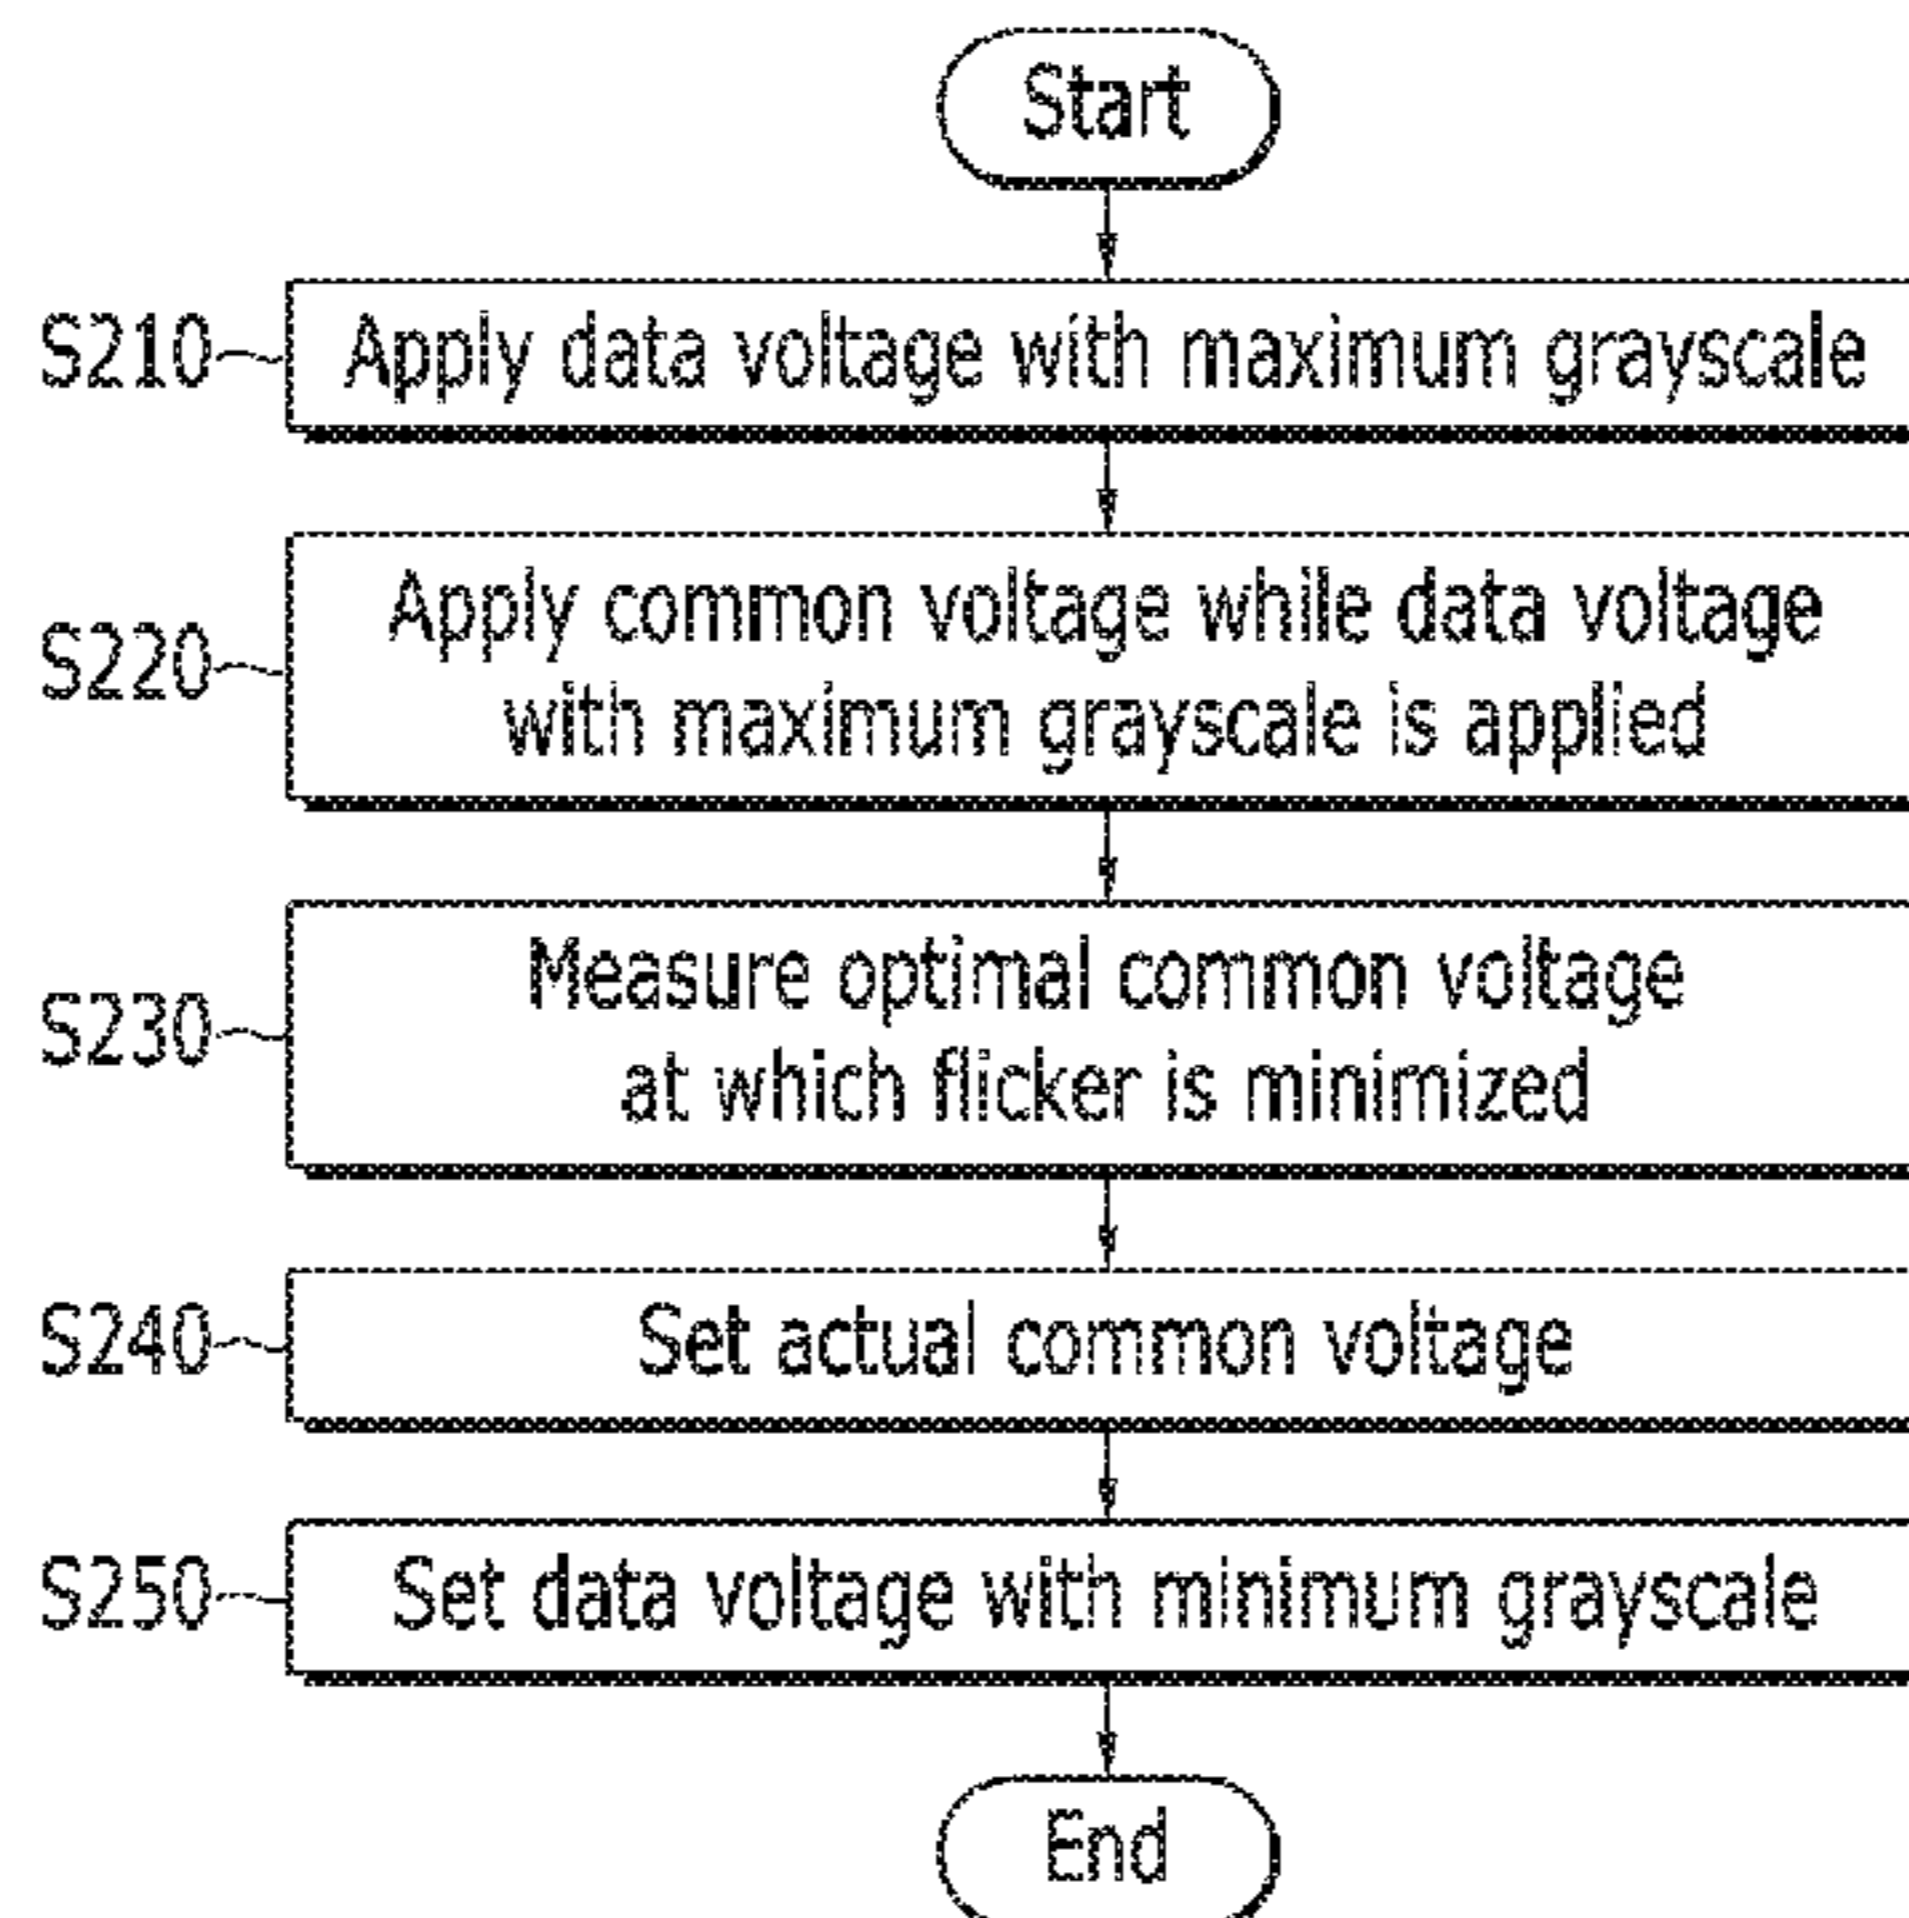 Start
S210
Apply data voltage with maximum grayscale
S220
Apply common voltage while data voltage
with maximum grayscale is applied
S230
Measure optimal common voltage
at which flicker is minimized
S240
Set actual common voltage
S250
Set data voltage with minimum grayscale
End